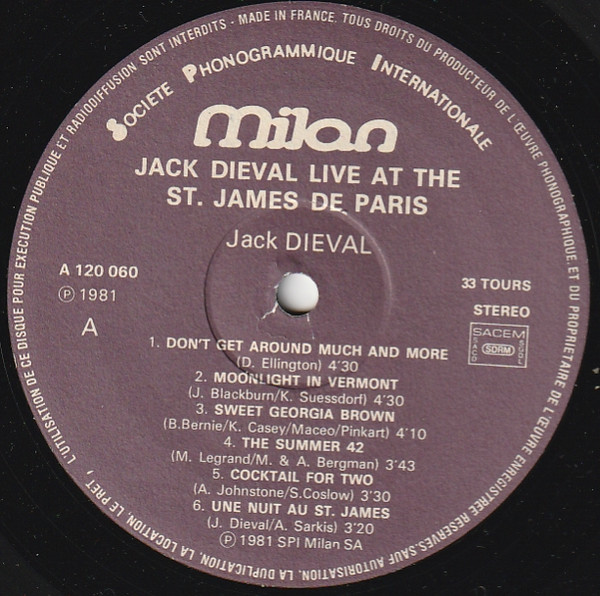 L'UTILISATION DE CE DISQUE POUR EXECUTION PUBLIQUE ET RADIODIFFUSION SONT INTERDITS - MADE IN FRANCE. TOUS DROITS DU PRODUCTEUR DE L'ŒUVRE PHONOGRAPHIQUE.ET DU PROPRIETAIRE DE L'ŒUVRE ENREGISTREE RESERVES.SAUF AUTORISATION. LA DUPLICATION, LA LOCATION, LE PRET,
SOCIETE PHONOGRAMMIQUE INTERNATIONALE
milan
JACK DIEVAL LIVE AT THE
ST. JAMES DE PARIS
Jack DIEVAL
A 120 060
℗ 1981
A
33 TOURS
STEREO
SACEM
SACD SDRM SGDL
1. DON'T GET AROUND MUCH AND MORE
(D. Ellington) 4'30
2. MOONLIGHT IN VERMONT
(J. Blackburn/K. Suessdorf) 4'30
3. SWEET GEORGIA BROWN
(B.Bernie/K. Casey/Maceo/Pinkart) 4'10
4. THE SUMMER 42
(M. Legrand/M. & A. Bergman) 3'43
5. COCKTAIL FOR TWO
(A. Johnstone/S.Coslow) 3'30
6. UNE NUIT AU ST. JAMES
(J. Dieval/A. Sarkis) 3'20
℗ 1981 SPI Milan SA